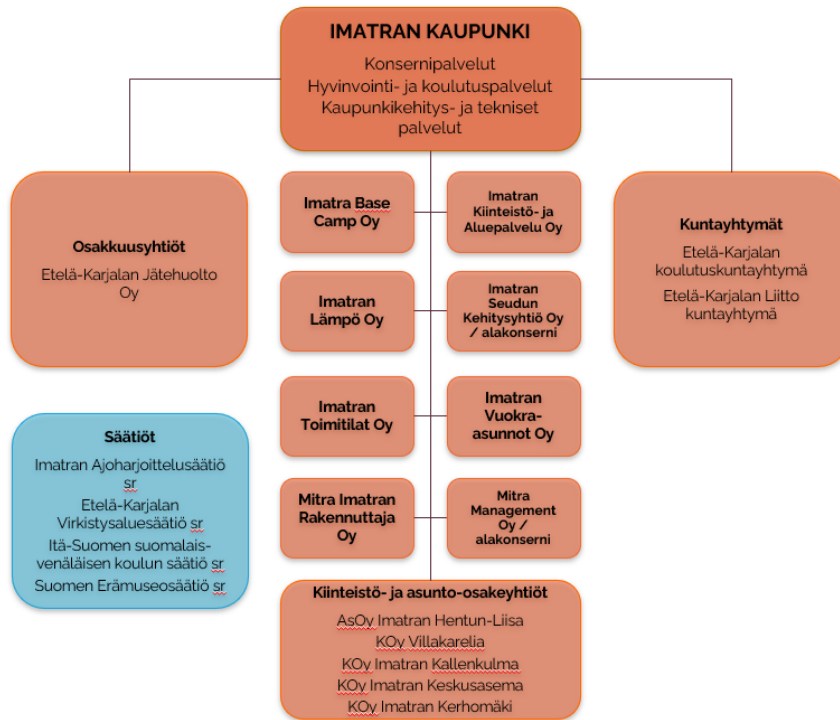 IMATRAN KAUPUNKI
Konsernipalvelut
Hyvinvointi- ja koulutuspalvelut
Kaupunkikehitys- ja tekniset
palvelut
Osakkuusyhtiöt
Etelä-Karjalan Jätehuolto
Oy
Imatra Base
Camp Oy
Imatran
Kiinteistö- ja
Aluepalvelu Oy
Imatran
Lämpö Oy
Imatran
Seudun
Kehitysyhtiö Oy
/ alakonserni
Imatran
Toimitilat Oy
Imatran
Vuokra-
asunnot Oy
Mitra Imatran
Rakennuttaja
Oy
Mitra
Management
Oy /
alakonserni
Kuntayhtymät
Etelä-Karjalan
koulutuskuntayhtymä
Etelä-Karjalan Liitto
kuntayhtymä
Säätiöt
Imatran Ajoharjoittelusäätiö
sr
Etelä-Karjalan
Virkistysaluesäätiö sr
Itä-Suomen suomalais-
venäläisen koulun säätiö sr
Suomen Erämuseosäätiö sr
Kiinteistö- ja asunto-osakeyhtiöt
AsOy Imatran Hentun-Liisa
KOy Villakarelia
KOy Imatran Kallenkulma
KOy Imatran Keskusasema
KOy Imatran Kerhomäki